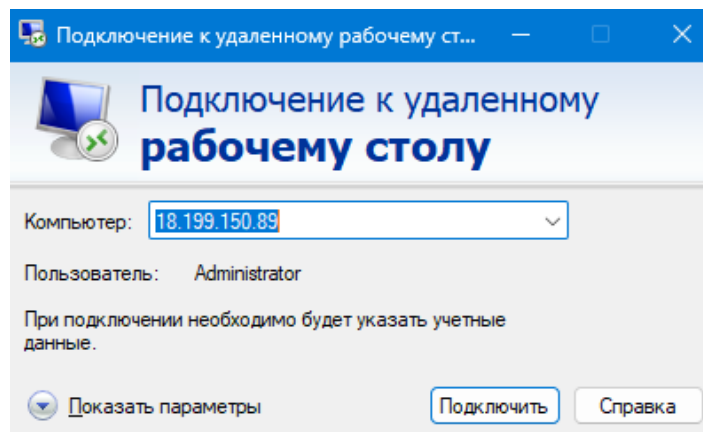 Подключение к удаленному рабочему ст...
Подключение к удаленному
рабочему столу
Компьютер: 18.199.150.89
Пользователь: Administrator
При подключении необходимо будет указать учетные
данные.
Показать параметры Подключить Справка